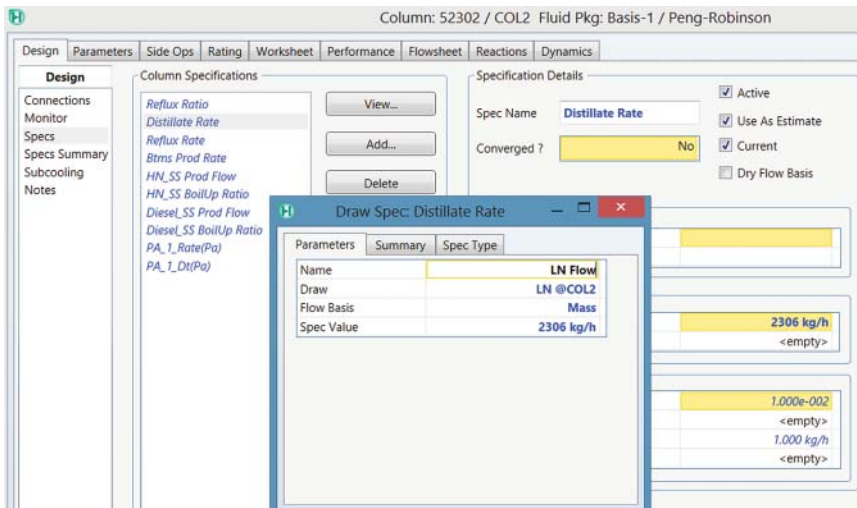 Column: 52302 / COL2 Fluid Pkg: Basis-1 / Peng-Robinson
Design Parameters Side Ops Rating Worksheet Performance Flowsheet Reactions Dynamics
Design
Connections
Monitor
Specs
Specs Summary
Subcooling
Notes
Column Specifications
Reflux Ratio
Distillate Rate
Reflux Rate
Btms Prod Rate
HN_SS Prod Flow
HN_SS BoilUp Ratio
Diesel_SS Prod Flow
Diesel_SS BoilUp Ratio
PA_1_Rate(Pa)
PA_1_Dt(Pa)
View...
Add...
Delete
Specification Details
Spec Name Distillate Rate
Converged ? No
Active
Use As Estimate
Current
Dry Flow Basis
2306 kg/h
<empty>
1.000e-002
<empty>
1.000 kg/h
<empty>
Draw Spec: Distillate Rate
Parameters Summary Spec Type
Name LN Flow
Draw LN @COL2
Flow Basis Mass
Spec Value 2306 kg/h